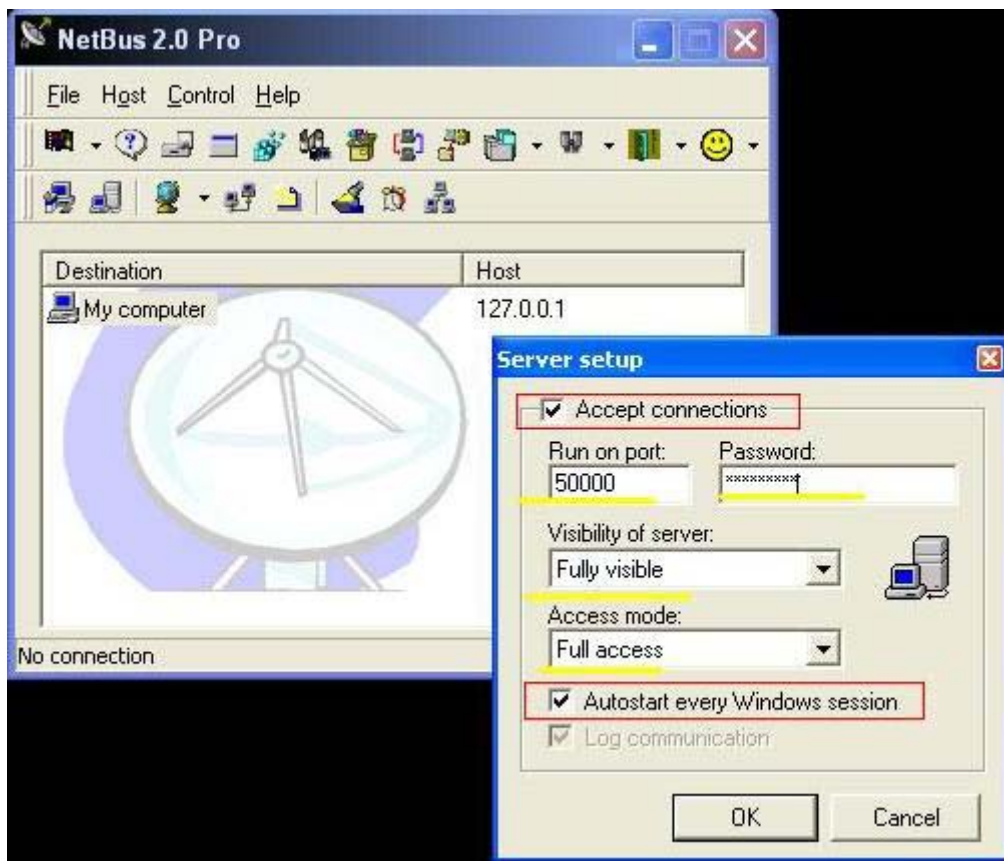 NetBus 2.0 Pro
File Host Control Help
Destination Host
My computer 127.0.0.1
No connection
Server setup
Accept connections
Run on port: Password:
50000 *********
Visibility of server:
Fully visible
Access mode:
Full access
Autostart every Windows session
Log communication
OK Cancel